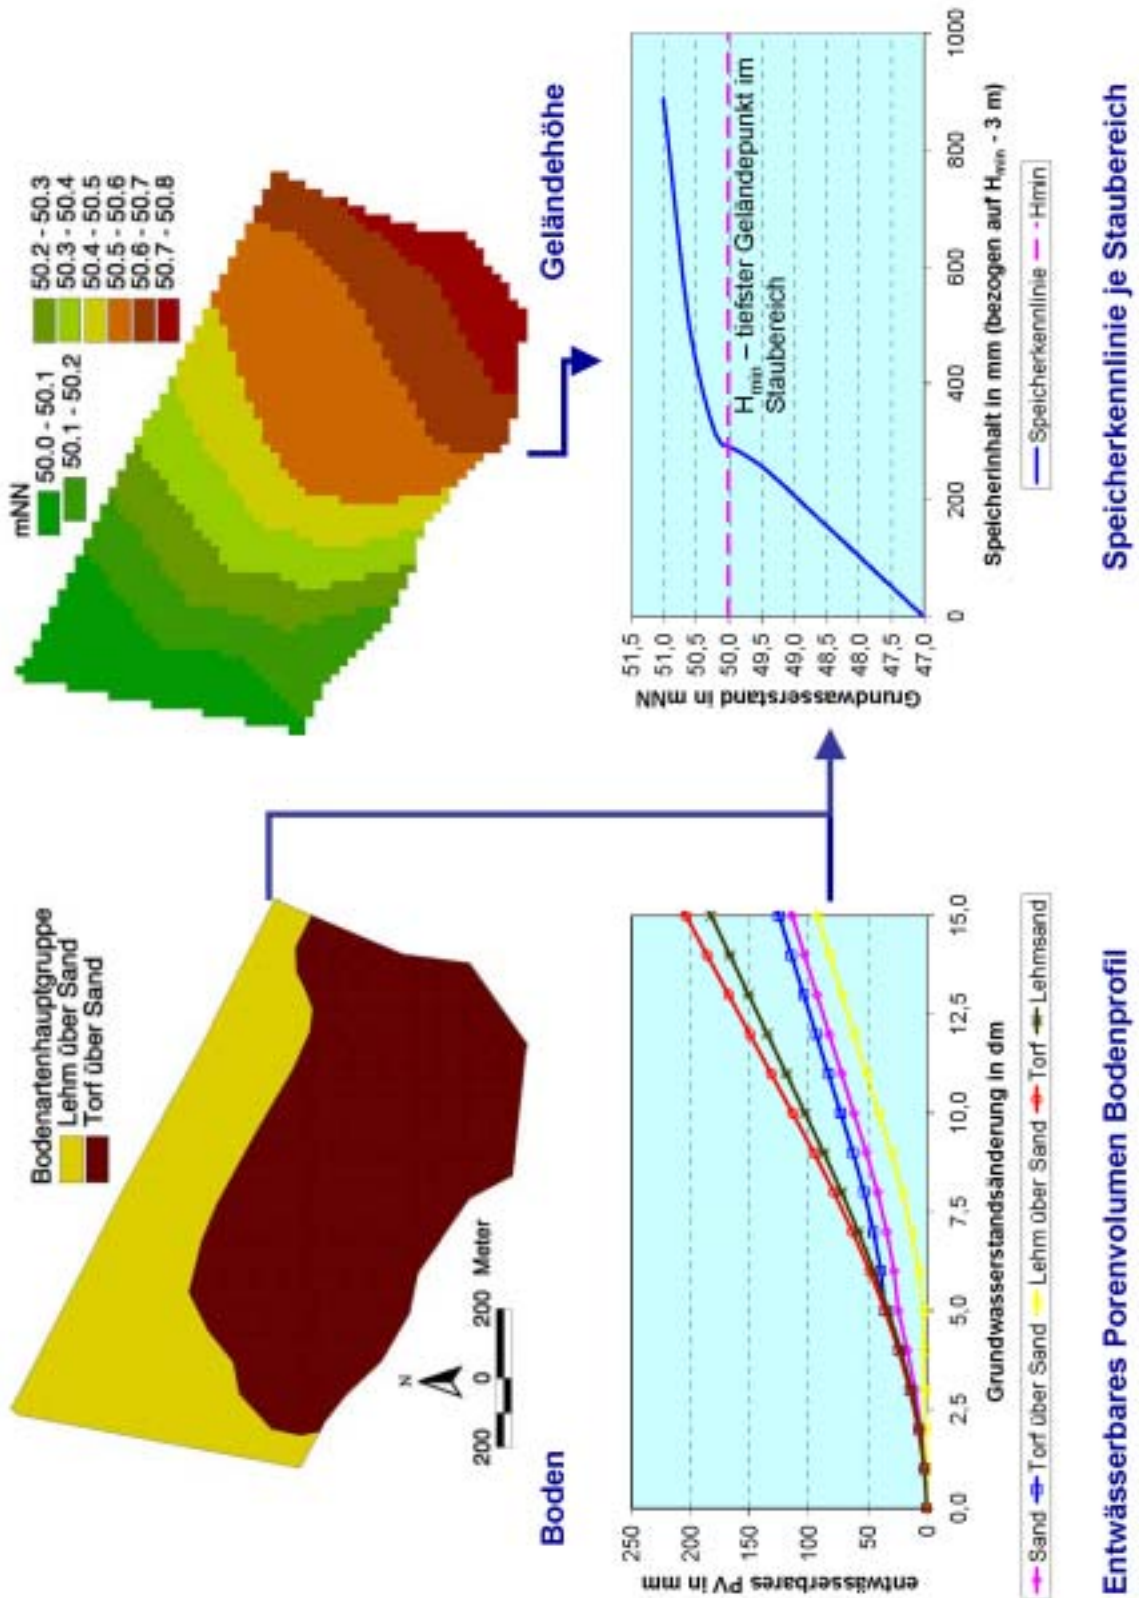 Bodenartenhauptgruppe
Lehm über Sand
Torf über Sand
N
200 0 200 Meter
Boden
mNN
50.0 - 50.1
50.1 - 50.2
50.2 - 50.3
50.3 - 50.4
50.4 - 50.5
50.5 - 50.6
50.6 - 50.7
50.7 - 50.8
Geländehöhe
entwässerbares PV in mm
250
200
150
100
50
0
0,0 2,5 5,0 7,5 10,0 12,5 15,0
Grundwasserstandsänderung in dm
Sand Torf über Sand Lehm über Sand Torf Lehmsand
Entwässerbares Porenvolumen Bodenprofil
Grundwasserstand in mNN
51,5
51,0
50,5
50,0
49,5
49,0
48,5
48,0
47,5
47,0
Hmin – tiefster Geländepunkt im
Staubereich
0 200 400 600 800 1000
Speicherinhalt in mm (bezogen auf Hmin - 3 m)
Speicherkennlinie Hmin
Speicherkennlinie je Staubereich